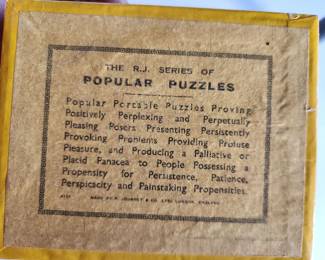 THE R.J. SERIES OF
POPULAR PUZZLES
Popular Portable Puzzles Proving
Positively Perplexing and Perpetually
Pleasing Posers Presenting Persistently
Provoking Problems Providing Profuse
Pleasure, and Producing a Palliative or
Placid Panacea to People Possessing a
Propensity for Persistence, Patience,
Perspicacity and Painstaking Propensities.
MADE BY R. JOURNET & CO. LTD. LONDON, ENGLAND